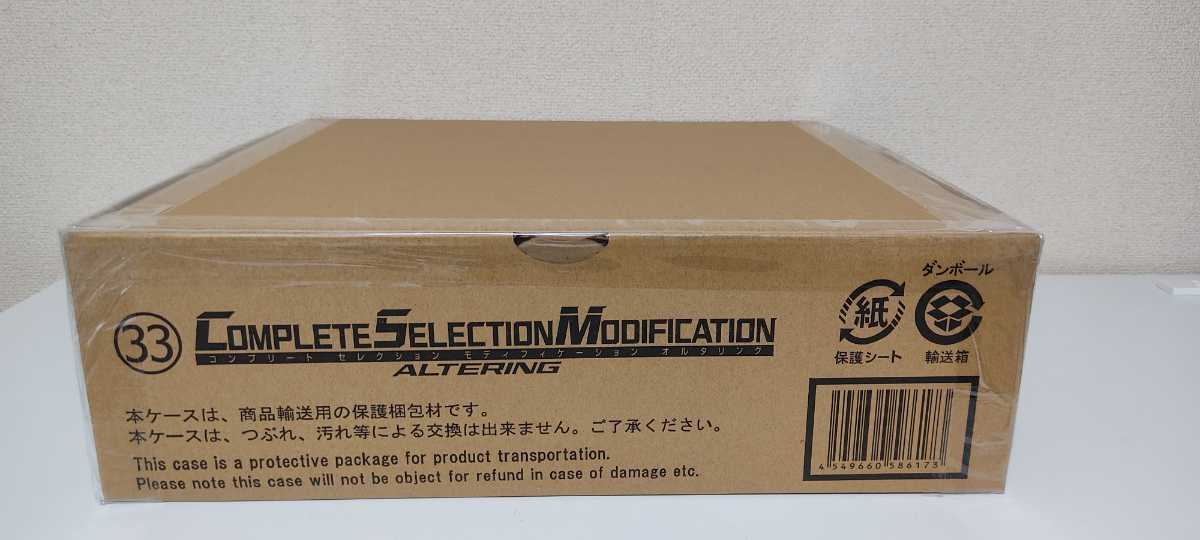 ダンボール
33 COMPLETE SELECTION MODIFICATION
コンプリート セレクション モディフィケーション オルタリング
ALTERING
紙
保護シート 輸送箱
本ケースは、商品輸送用の保護梱包材です。
本ケースは、つぶれ、汚れ等による交換は出来ません。ご了承ください。
This case is a protective package for product transportation.
Please note this case will not be object for refund in case of damage etc.
4 549660 586173